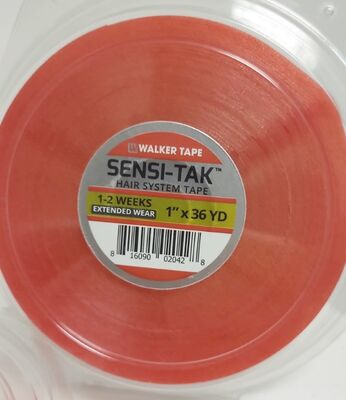 WALKER TAPE
SENSI-TAK™
HAIR SYSTEM TAPE
1-2 WEEKS
EXTENDED WEAR
1" x 36 YD
8 16090 02042 8